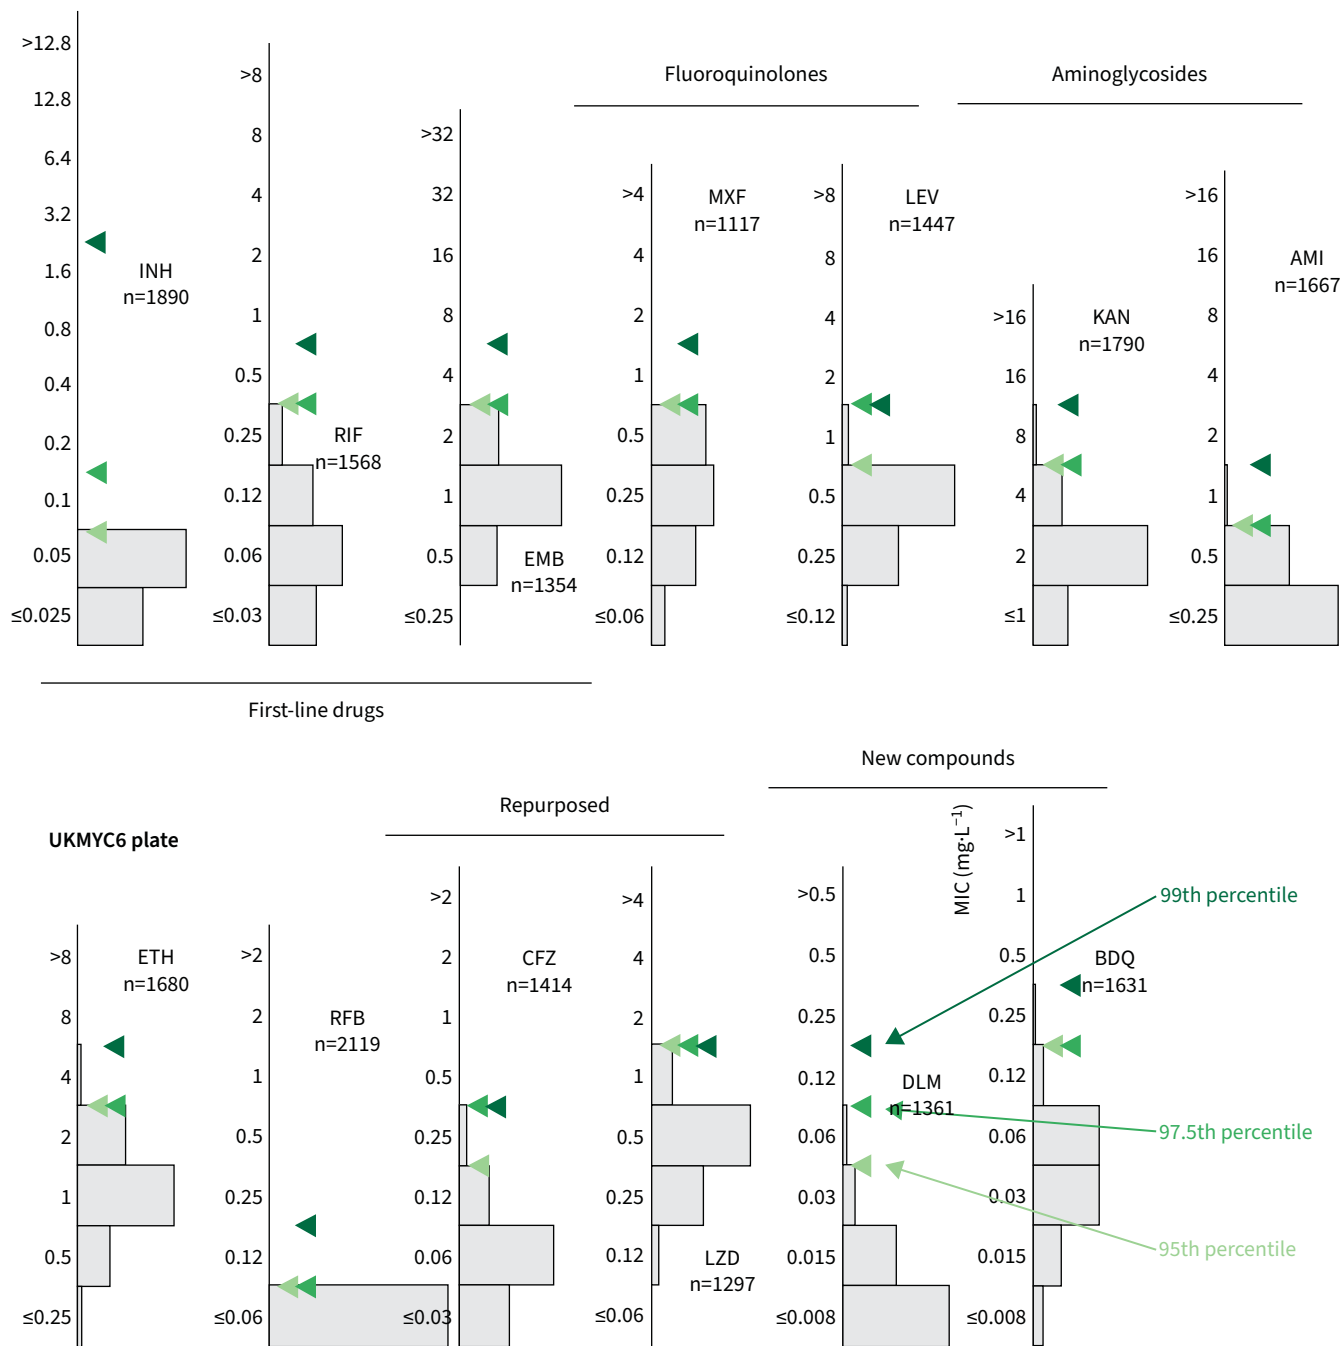 Fluoroquinolones
Aminoglycosides
>12.8
12.8
6.4
3.2
1.6
0.8
0.4
0.2
0.1
0.05
≤0.025
INH
n=1890
>8
8
4
2
1
0.5
0.25
0.12
0.06
≤0.03
RIF
n=1568
>32
32
16
8
4
2
1
0.5
≤0.25
EMB
n=1354
>4
4
2
1
0.5
0.25
0.12
≤0.06
MXF
n=1117
>8
8
4
2
1
0.5
0.25
≤0.12
LEV
n=1447
>16
16
8
4
2
≤1
KAN
n=1790
>16
16
8
4
2
1
0.5
≤0.25
AMI
n=1667
First-line drugs
New compounds
Repurposed
UKMYC6 plate
>8
8
4
2
1
0.5
≤0.25
ETH
n=1680
>2
2
1
0.5
0.25
0.12
≤0.06
RFB
n=2119
>2
2
1
0.5
0.25
0.12
0.06
≤0.03
CFZ
n=1414
>4
4
2
1
0.5
0.25
0.12
≤0.06
LZD
n=1297
>0.5
0.5
0.25
0.12
0.06
0.03
0.015
≤0.008
DLM
n=1361
MIC (mg·L⁻¹)
>1
1
0.5
0.25
0.12
0.06
0.03
0.015
≤0.008
BDQ
n=1631
99th percentile
97.5th percentile
95th percentile